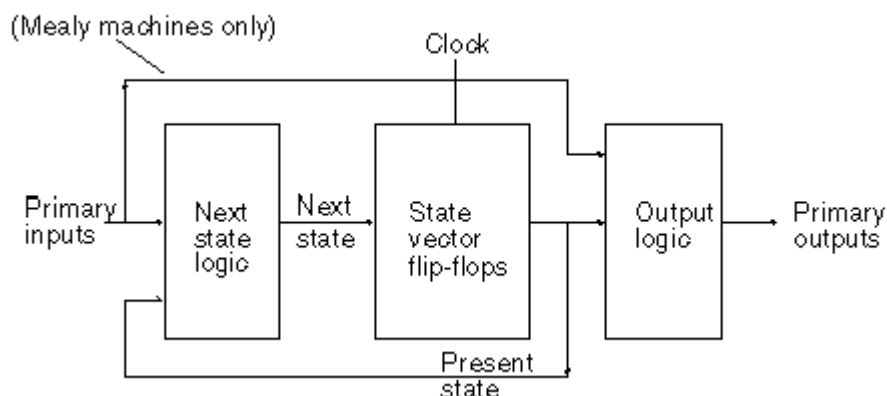 (Mealy machines only)
Clock
Primary
inputs
Next
state
logic
Next
state
State
vector
flip-flops
Output
logic
Primary
outputs
Present
state